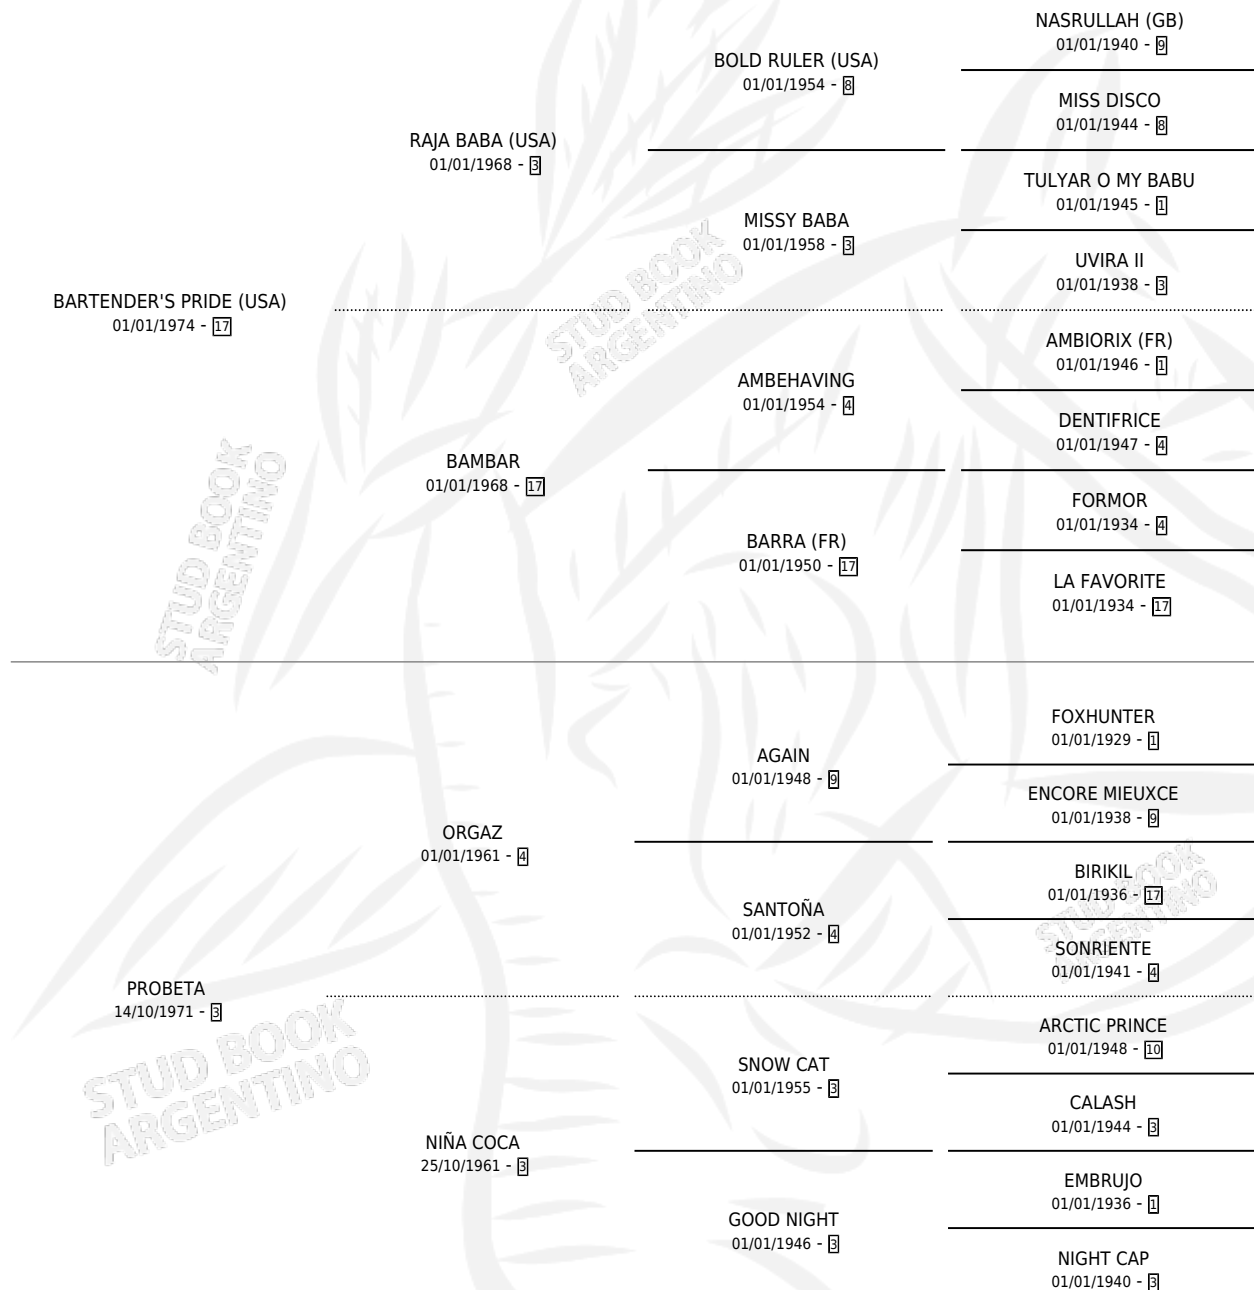 NASRULLAH (GB)
01/01/1940 - 9
BOLD RULER (USA)
01/01/1954 - 8
MISS DISCO
01/01/1944 - 8
RAJA BABA (USA)
01/01/1968 - 3
TULYAR O MY BABU
01/01/1945 - 1
MISSY BABA
01/01/1958 - 3
UVIRA II
01/01/1938 - 3
BARTENDER'S PRIDE (USA)
01/01/1974 - 17
AMBIORIX (FR)
01/01/1946 - 1
AMBEHAVING
01/01/1954 - 4
DENTIFRICE
01/01/1947 - 4
BAMBAR
01/01/1968 - 17
FORMOR
01/01/1934 - 4
BARRA (FR)
01/01/1950 - 17
LA FAVORITE
01/01/1934 - 17
FOXHUNTER
01/01/1929 - 1
AGAIN
01/01/1948 - 9
ENCORE MIEUXCE
01/01/1938 - 9
ORGAZ
01/01/1961 - 4
BIRIKIL
01/01/1936 - 17
SANTOÑA
01/01/1952 - 4
SONRIENTE
01/01/1941 - 4
PROBETA
14/10/1971 - 3
ARCTIC PRINCE
01/01/1948 - 10
SNOW CAT
01/01/1955 - 3
CALASH
01/01/1944 - 3
NIÑA COCA
25/10/1961 - 3
EMBRUJO
01/01/1936 - 1
GOOD NIGHT
01/01/1946 - 3
NIGHT CAP
01/01/1940 - 3
STUD BOOK
ARGENTINO
STUD BOOK
ARGENTINO
STUD BOOK
ARGENTINO
STUD BOOK
ARGENTINO